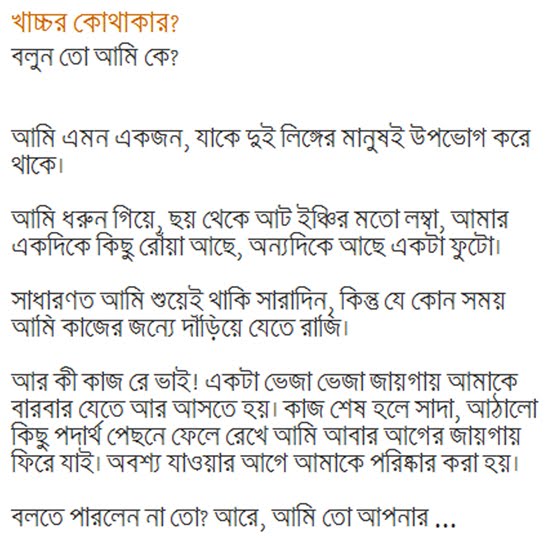 খাচ্চর কোথাকার?
বলুন তো আমি কে?
আমি এমন একজন, যাকে দুই লিঙ্গের মানুষই উপভোগ করে
থাকে।
আমি ধরুন গিয়ে, ছয় থেকে আট ইঞ্চির মতো লম্বা, আমার
একদিকে কিছু রোঁয়া আছে, অন্যদিকে আছে একটা ফুটো।
সাধারণত আমি শুয়েই থাকি সারাদিন, কিন্তু যে কোন সময়
আমি কাজের জন্যে দাঁড়িয়ে যেতে রাজি।
আর কী কাজ রে ভাই! একটা ভেজা ভেজা জায়গায় আমাকে
বারবার যেতে আর আসতে হয়। কাজ শেষ হলে সাদা, আঠালো
কিছু পদার্থ পেছনে ফেলে রেখে আমি আবার আগের জায়গায়
ফিরে যাই। অবশ্য যাওয়ার আগে আমাকে পরিষ্কার করা হয়।
বলতে পারলেন না তো? আরে, আমি তো আপনার ...